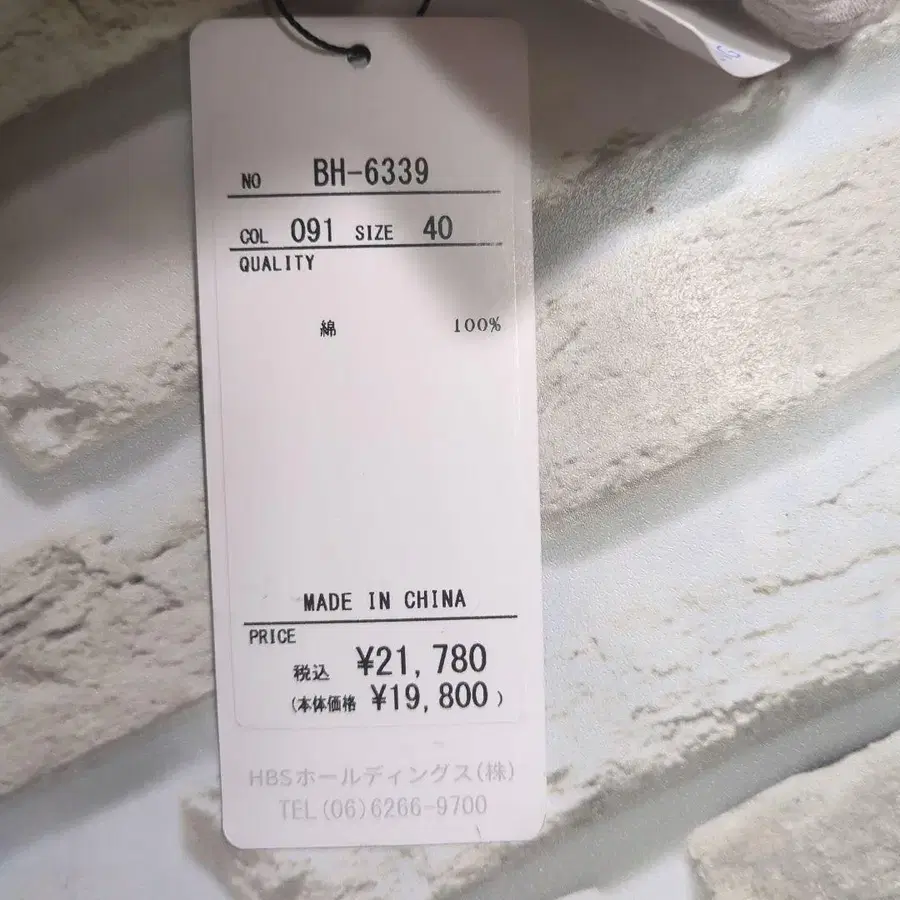 NO BH-6339
COL 091 SIZE 40
QUALITY
綿 100%
MADE IN CHINA
PRICE
税込 ¥21,780
(本体価格 ¥19,800)
HBSホールディングス(株)
TEL(06)6266-9700